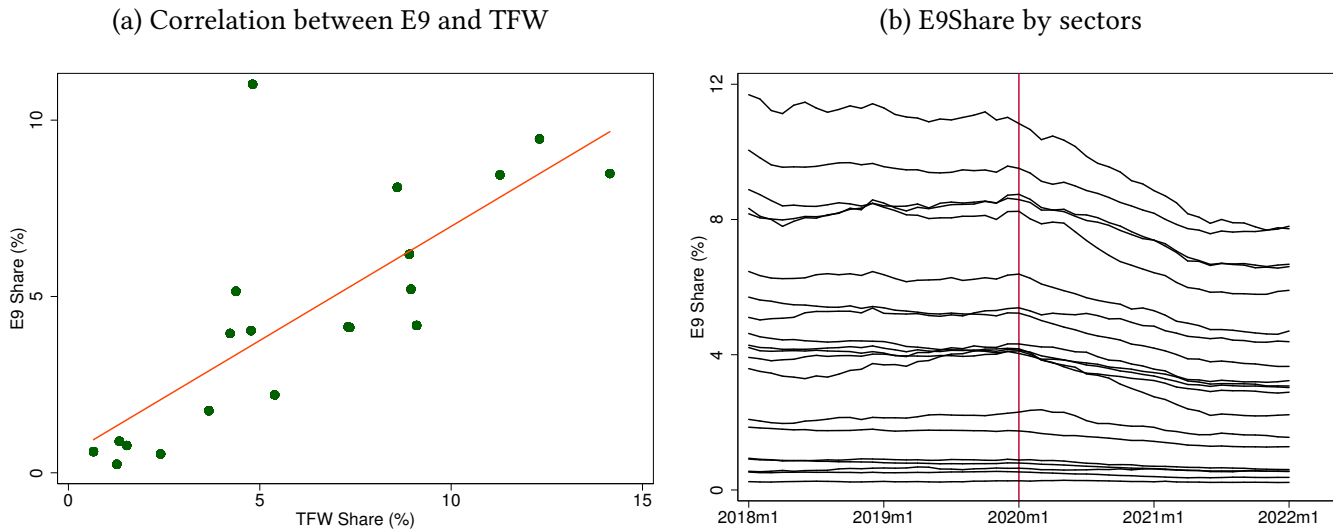 (a) Correlation between E9 and TFW
10
5
0
E9 Share (%)
0 5 10 15
TFW Share (%)
(b) E9Share by sectors
12
8
4
0
E9 Share (%)
2018m1 2019m1 2020m1 2021m1 2022m1